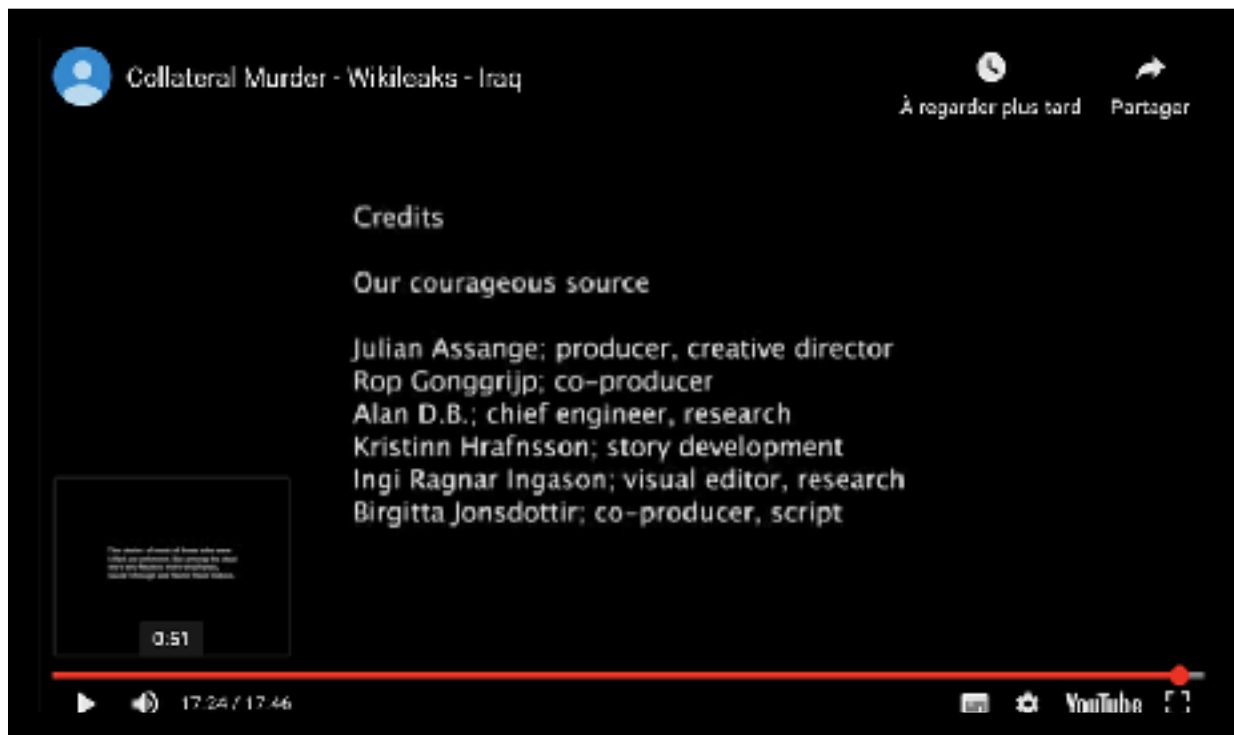 Collateral Murder - Wikileaks - Iraq
À regarder plus tard
Partager
Credits
Our courageous source
Julian Assange; producer, creative director
Rop Gonggrijp; co-producer
Alan D.B.; chief engineer, research
Kristinn Hrafnsson; story development
Ingi Ragnar Ingason; visual editor, research
Birgitta Jonsdottir; co-producer, script
0:51
17:24 / 17:46
YouTube